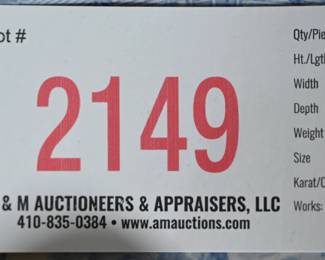 ot #
2149
& M AUCTIONEERS & APPRAISERS, LLC
410-835-0384 • www.amauctions.com
Qty/Pie
Ht./Lgt
Width
Depth
Weight
Size
Karat/C
Works: